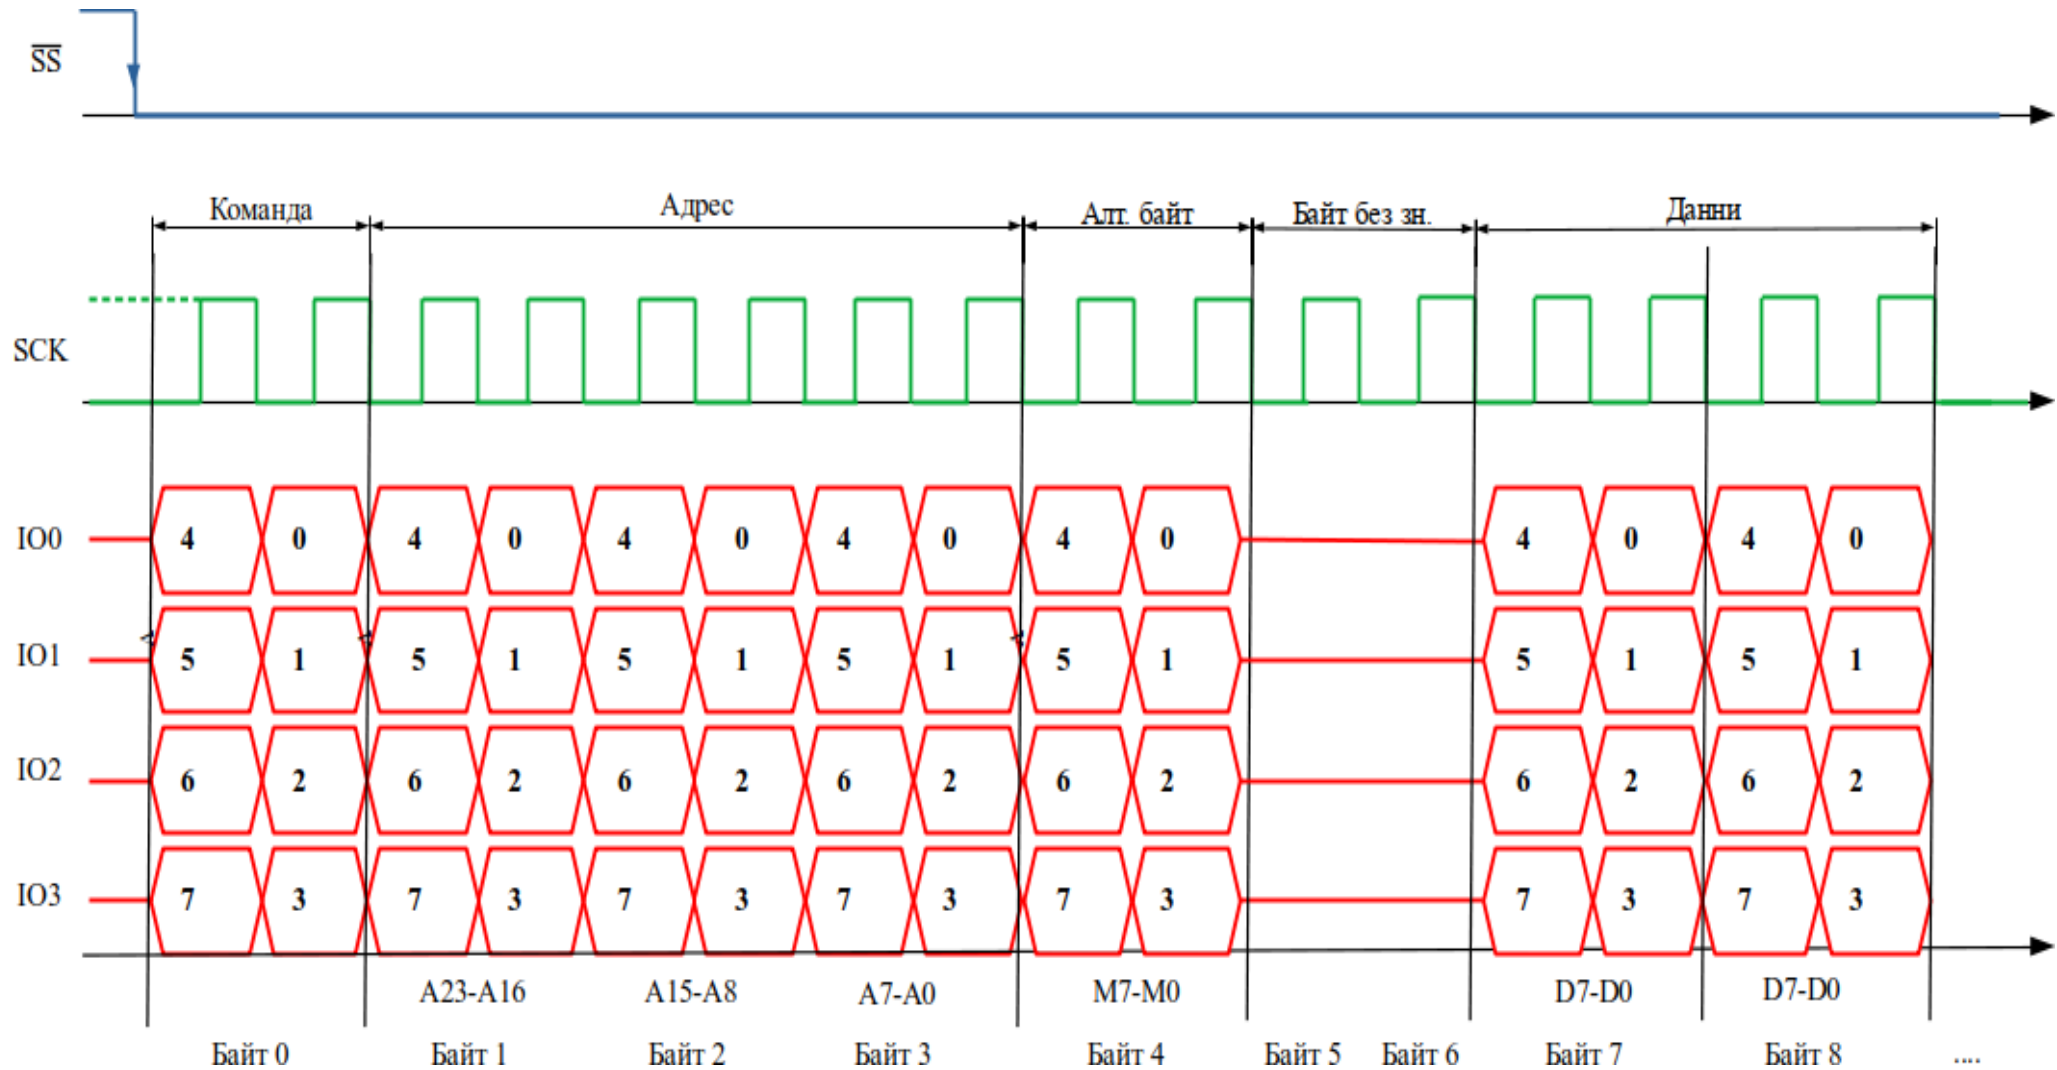 SS
Команда Адрес Алт. байт Байт без зн. Данни
SCK
IO0 4 0 4 0 4 0 4 0 4 0 4 0 4 0
IO1 5 1 5 1 5 1 5 1 5 1 5 1 5 1
IO2 6 2 6 2 6 2 6 2 6 2 6 2 6 2
IO3 7 3 7 3 7 3 7 3 7 3 7 3 7 3
A23-A16 A15-A8 A7-A0 M7-M0 D7-D0 D7-D0
Байт 0 Байт 1 Байт 2 Байт 3 Байт 4 Байт 5 Байт 6 Байт 7 Байт 8 ....